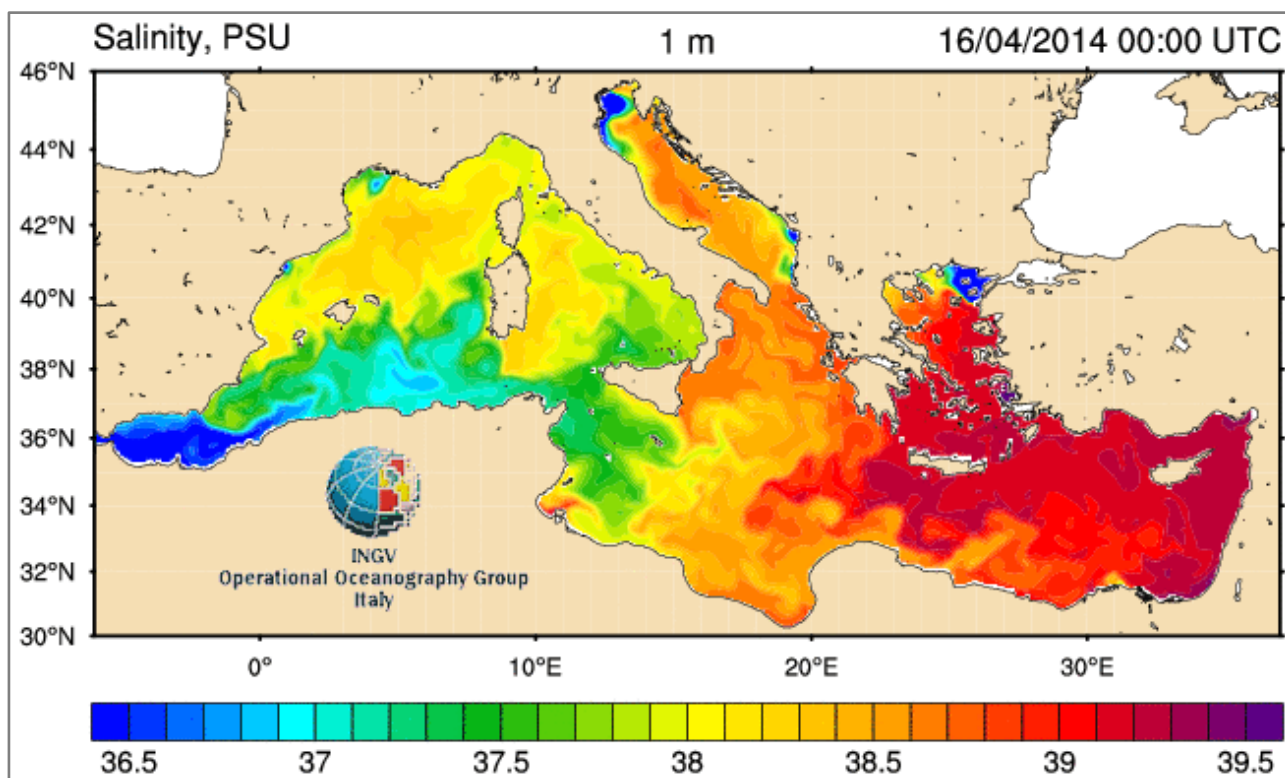 Salinity, PSU 1 m 16/04/2014 00:00 UTC
46°N
44°N
42°N
40°N
38°N
36°N
34°N
32°N
30°N
INGV
Operational Oceanography Group
Italy
0° 10°E 20°E 30°E
36.5 37 37.5 38 38.5 39 39.5